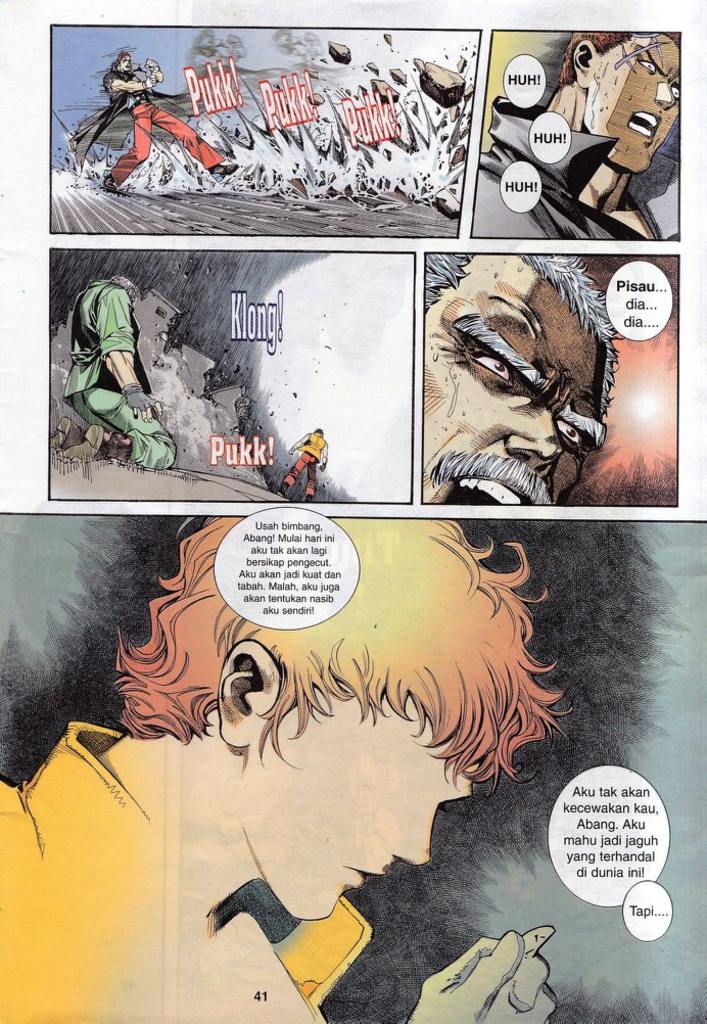 Pukk!
Pukk!
Pukk!
HUH!
HUH!
HUH!
Klong!
Pukk!
Pisau...
dia...
dia....
Usah bimbang,
Abang! Mulai hari ini
aku tak akan lagi
bersikap pengecut.
Aku akan jadi kuat dan
tabah. Malah, aku juga
akan tentukan nasib
aku sendiri!
Aku tak akan
kecewakan kau,
Abang. Aku
mahu jadi jaguh
yang terhandal
di dunia ini!
Tapi....
41